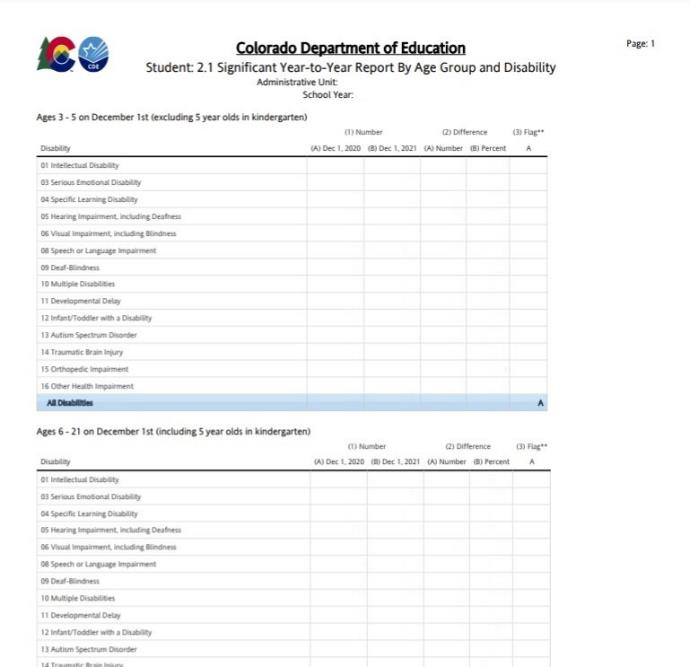 Page: 1
CDE
Colorado Department of Education
Student: 2.1 Significant Year-to-Year Report By Age Group and Disability
Administrative Unit:
School Year:
Ages 3 - 5 on December 1st (excluding 5 year olds in kindergarten)
(1) Number (2) Difference (3) Flag**
Disability (A) Dec 1, 2020 (B) Dec 1, 2021 (A) Number (B) Percent A
01 Intellectual Disability
03 Serious Emotional Disability
04 Specific Learning Disability
05 Hearing Impairment, including Deafness
06 Visual Impairment, including Blindness
08 Speech or Language Impairment
09 Deaf-Blindness
10 Multiple Disabilities
11 Developmental Delay
12 Infant/Toddler with a Disability
13 Autism Spectrum Disorder
14 Traumatic Brain Injury
15 Orthopedic Impairment
16 Other Health Impairment
All Disabilities A
Ages 6 - 21 on December 1st (including 5 year olds in kindergarten)
(1) Number (2) Difference (3) Flag**
Disability (A) Dec 1, 2020 (B) Dec 1, 2021 (A) Number (B) Percent A
01 Intellectual Disability
03 Serious Emotional Disability
04 Specific Learning Disability
05 Hearing Impairment, including Deafness
06 Visual Impairment, including Blindness
08 Speech or Language Impairment
09 Deaf-Blindness
10 Multiple Disabilities
11 Developmental Delay
12 Infant/Toddler with a Disability
13 Autism Spectrum Disorder
14 Traumatic Brain Injury